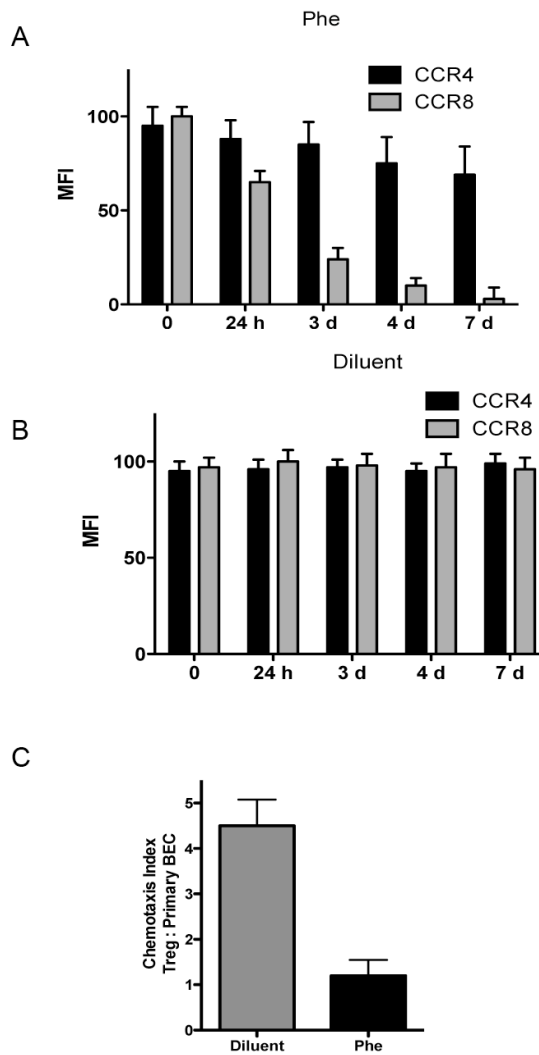 A
Phe
CCR4
CCR8
MFI
100
50
0
0 24 h 3 d 4 d 7 d
Diluent
B
CCR4
CCR8
MFI
100
50
0
0 24 h 3 d 4 d 7 d
C
Chemotaxis Index
Treg : Primary BEC
5
4
3
2
1
0
Diluent Phe